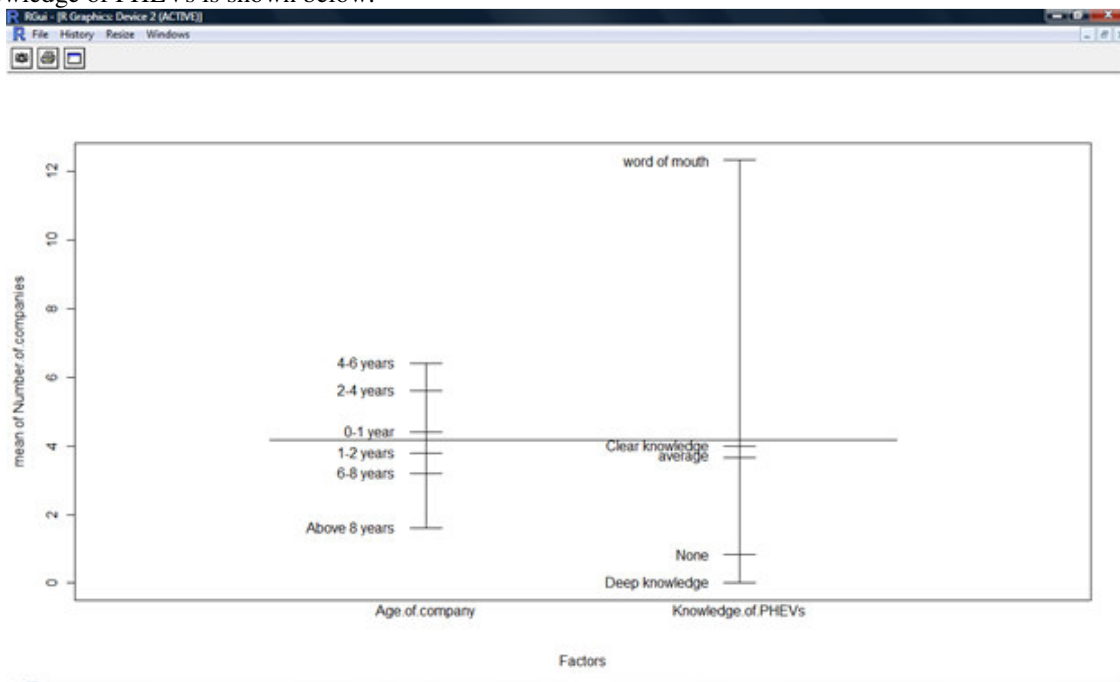 wledge of PHEVs is shown below.
RGui - [R Graphics: Device 2 (ACTIVE)]
File History Resize Windows
mean of Number.of.companies
12
10
8
6
4
2
0
4-6 years
2-4 years
0-1 year
1-2 years
6-8 years
Above 8 years
word of mouth
Clear knowledge
average
None
Deep knowledge
Age.of.company
Knowledge.of.PHEVs
Factors